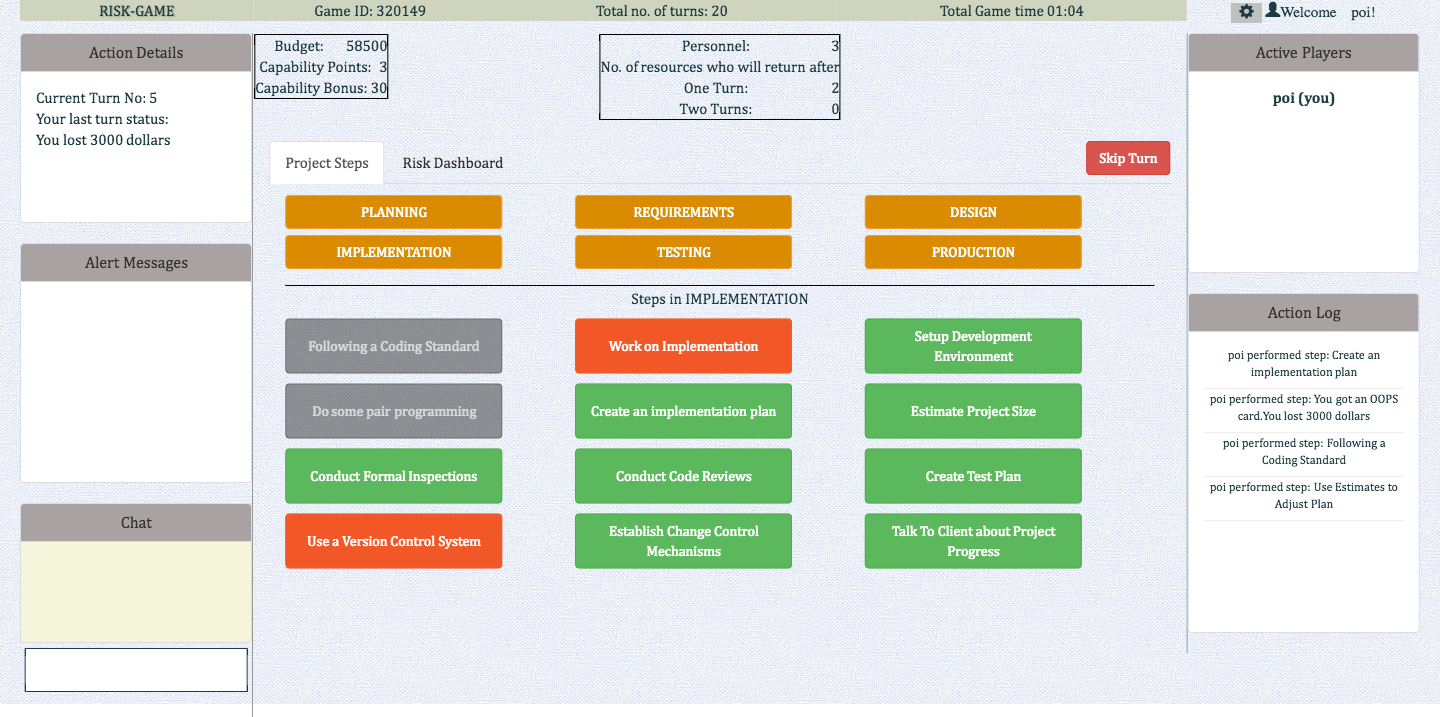 RISK-GAME Game ID: 320149 Total no. of turns: 20 Total Game time 01:04 Welcome poi!
Action Details
Current Turn No: 5
Your last turn status:
You lost 3000 dollars
Alert Messages
Chat
Budget: 58500
Capability Points: 3
Capability Bonus: 30
Personnel: 3
No. of resources who will return after
One Turn: 2
Two Turns: 0
Project Steps Risk Dashboard Skip Turn
PLANNING REQUIREMENTS DESIGN
IMPLEMENTATION TESTING PRODUCTION
Steps in IMPLEMENTATION
Following a Coding Standard
Work on Implementation
Setup Development
Environment
Do some pair programming
Create an implementation plan
Estimate Project Size
Conduct Formal Inspections
Conduct Code Reviews
Create Test Plan
Use a Version Control System
Establish Change Control
Mechanisms
Talk To Client about Project
Progress
Active Players
poi (you)
Action Log
poi performed step: Create an
implementation plan
poi performed step: You got an OOPS
card.You lost 3000 dollars
poi performed step: Following a
Coding Standard
poi performed step: Use Estimates to
Adjust Plan